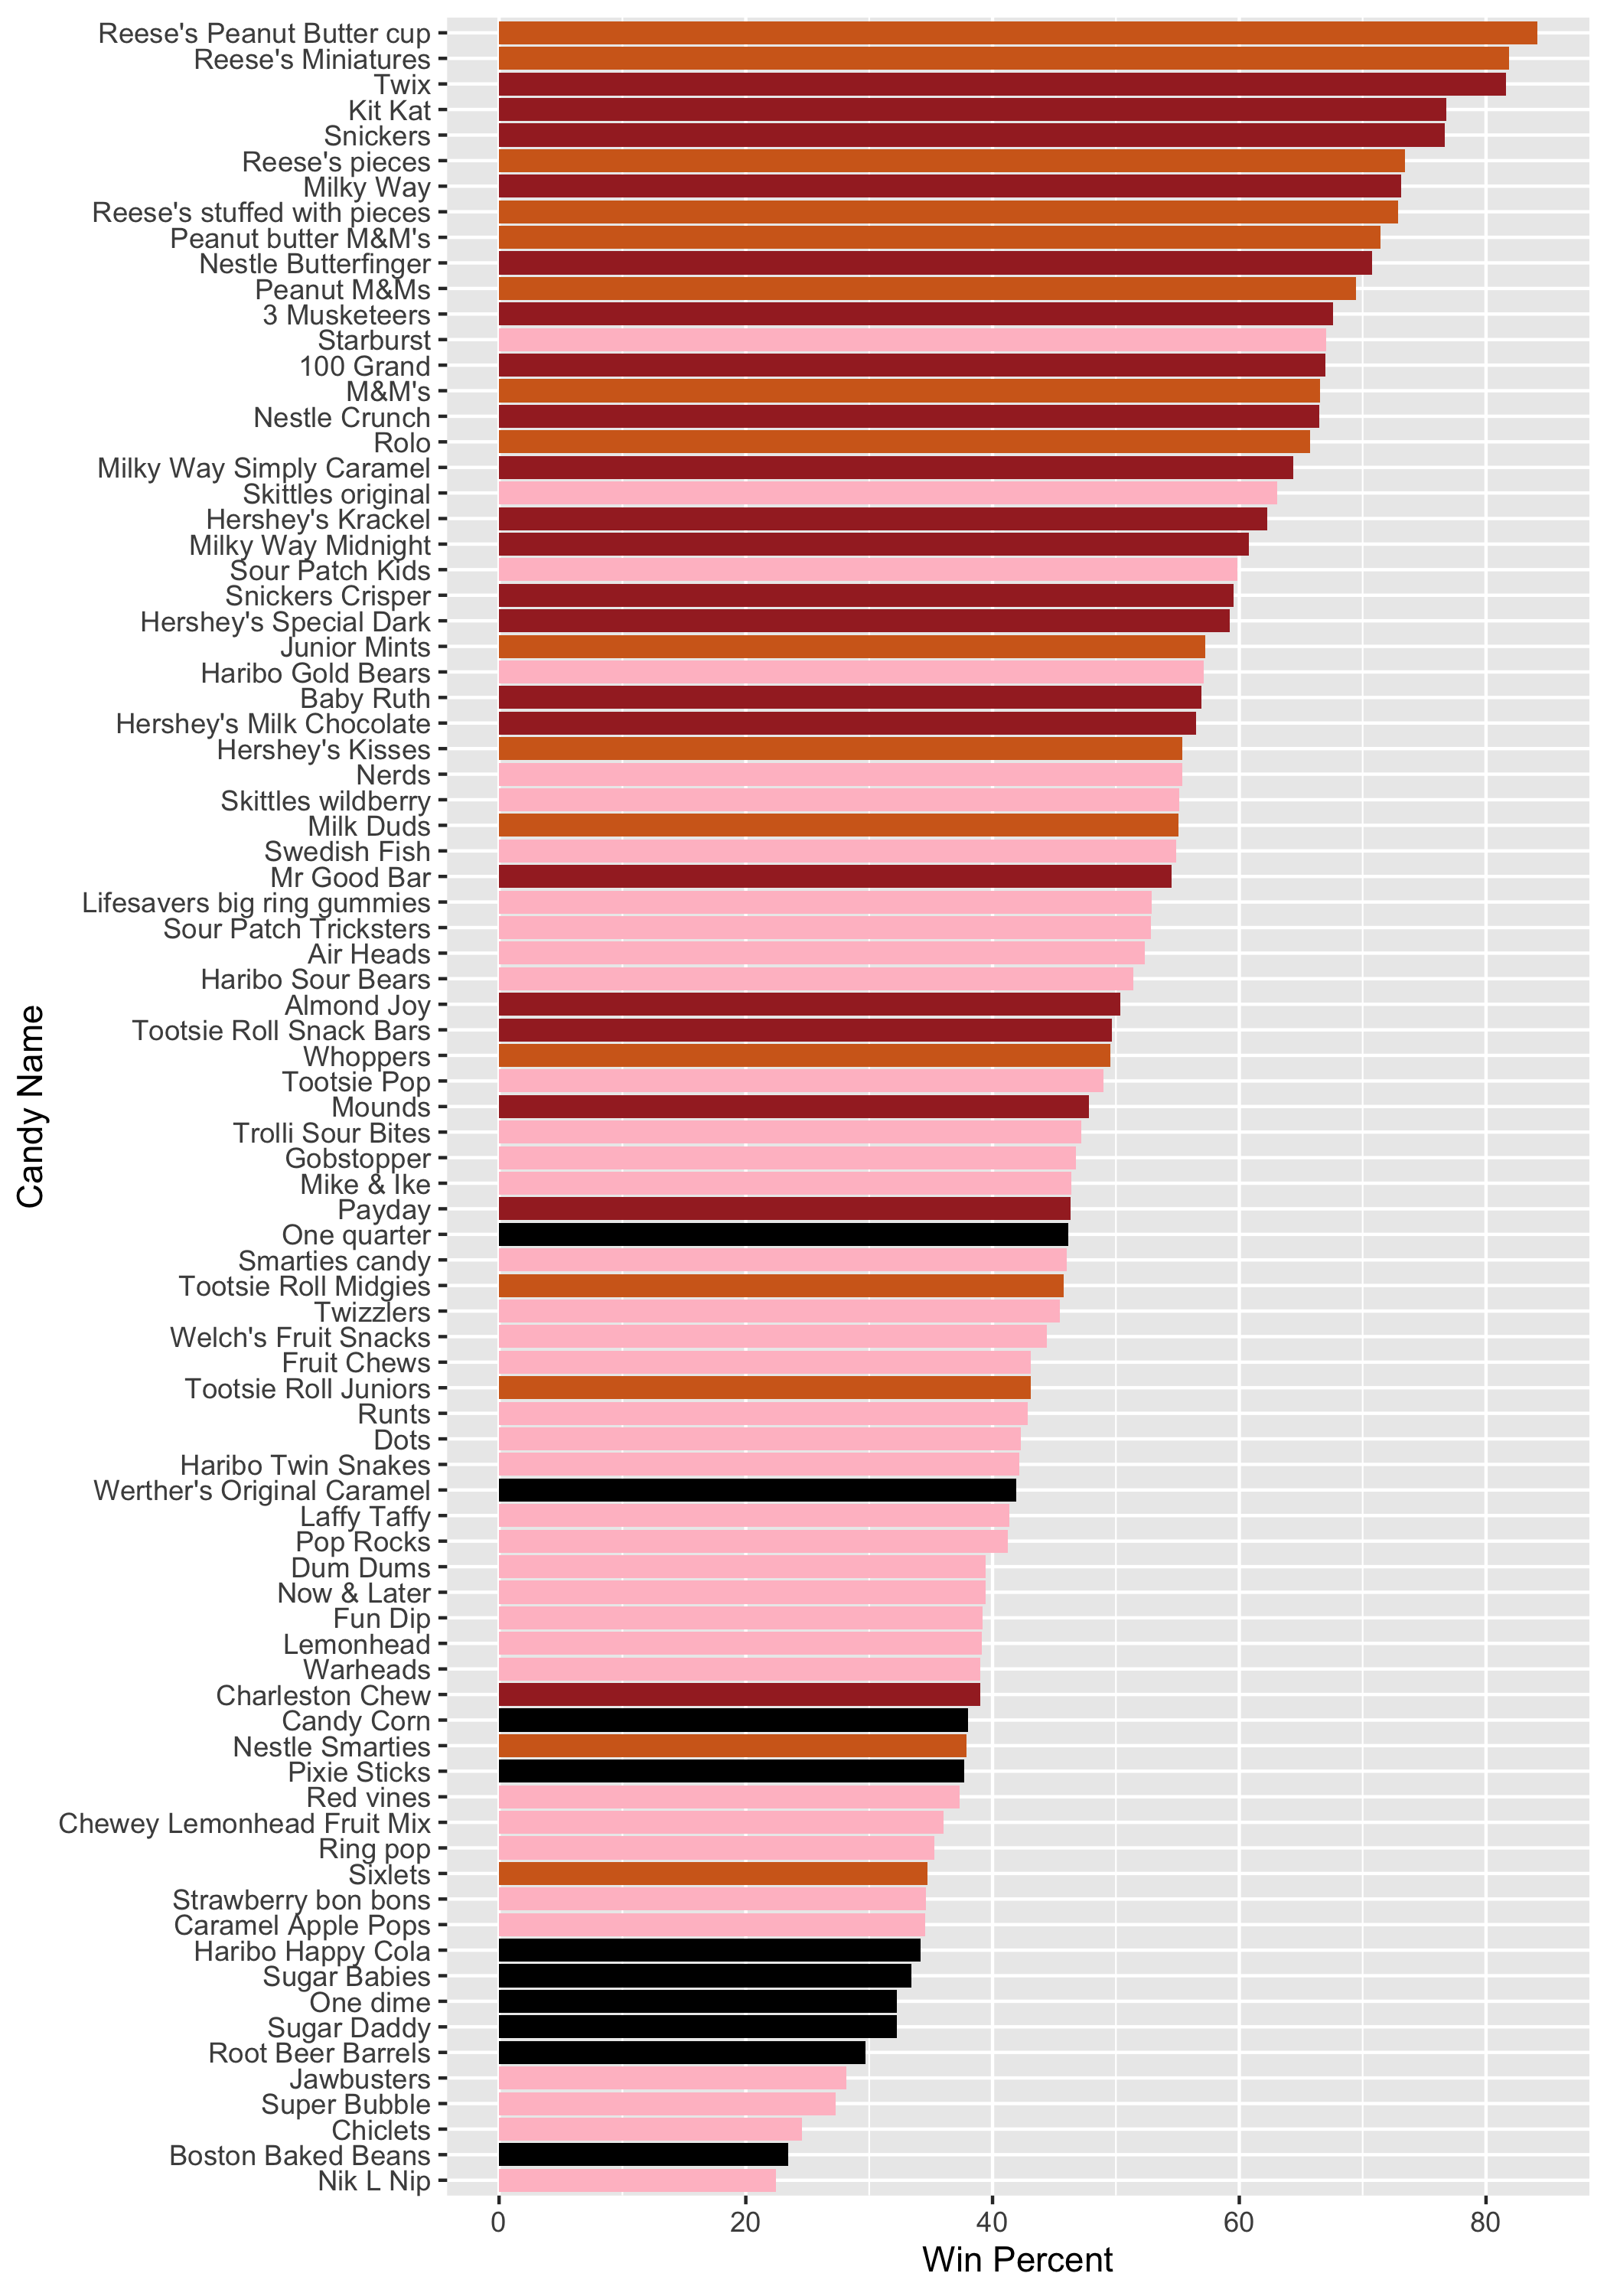 Reese's Peanut Butter cup
Reese's Miniatures
Twix
Kit Kat
Snickers
Reese's pieces
Milky Way
Reese's stuffed with pieces
Peanut butter M&M's
Nestle Butterfinger
Peanut M&Ms
3 Musketeers
Starburst
100 Grand
M&M's
Nestle Crunch
Rolo
Milky Way Simply Caramel
Skittles original
Hershey's Krackel
Milky Way Midnight
Sour Patch Kids
Snickers Crisper
Hershey's Special Dark
Junior Mints
Haribo Gold Bears
Baby Ruth
Hershey's Milk Chocolate
Hershey's Kisses
Nerds
Skittles wildberry
Milk Duds
Swedish Fish
Mr Good Bar
Lifesavers big ring gummies
Sour Patch Tricksters
Air Heads
Haribo Sour Bears
Almond Joy
Tootsie Roll Snack Bars
Whoppers
Tootsie Pop
Mounds
Trolli Sour Bites
Gobstopper
Mike & Ike
Payday
One quarter
Smarties candy
Tootsie Roll Midgies
Twizzlers
Welch's Fruit Snacks
Fruit Chews
Tootsie Roll Juniors
Runts
Dots
Haribo Twin Snakes
Werther's Original Caramel
Laffy Taffy
Pop Rocks
Dum Dums
Now & Later
Fun Dip
Lemonhead
Warheads
Charleston Chew
Candy Corn
Nestle Smarties
Pixie Sticks
Red vines
Chewey Lemonhead Fruit Mix
Ring pop
Sixlets
Strawberry bon bons
Caramel Apple Pops
Haribo Happy Cola
Sugar Babies
One dime
Sugar Daddy
Root Beer Barrels
Jawbusters
Super Bubble
Chiclets
Boston Baked Beans
Nik L Nip
Candy Name
0 20 40 60 80
Win Percent